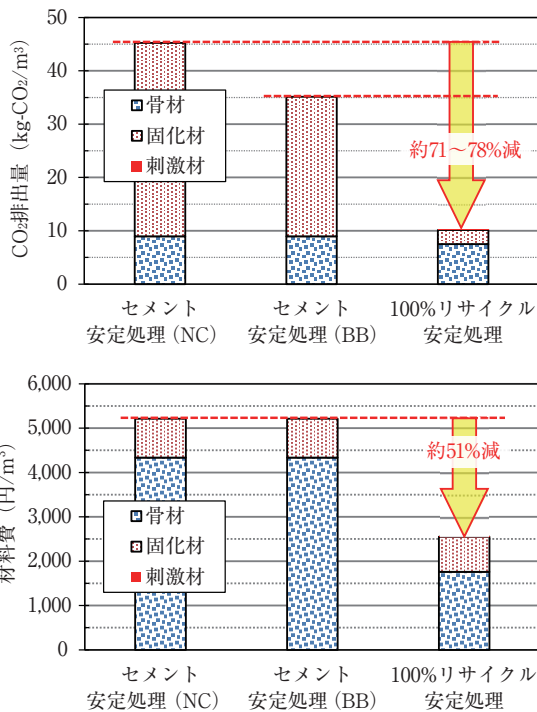 50
40
30
20
10
0
CO₂排出量 (kg-CO₂/m³)
骨材
固化材
刺激材
約71～78%減
セメント
安定処理 (NC)
セメント
安定処理 (BB)
100%リサイクル
安定処理
6,000
5,000
4,000
3,000
2,000
1,000
0
材料費 (円/m³)
骨材
固化材
刺激材
約51%減
セメント
安定処理 (NC)
セメント
安定処理 (BB)
100%リサイクル
安定処理